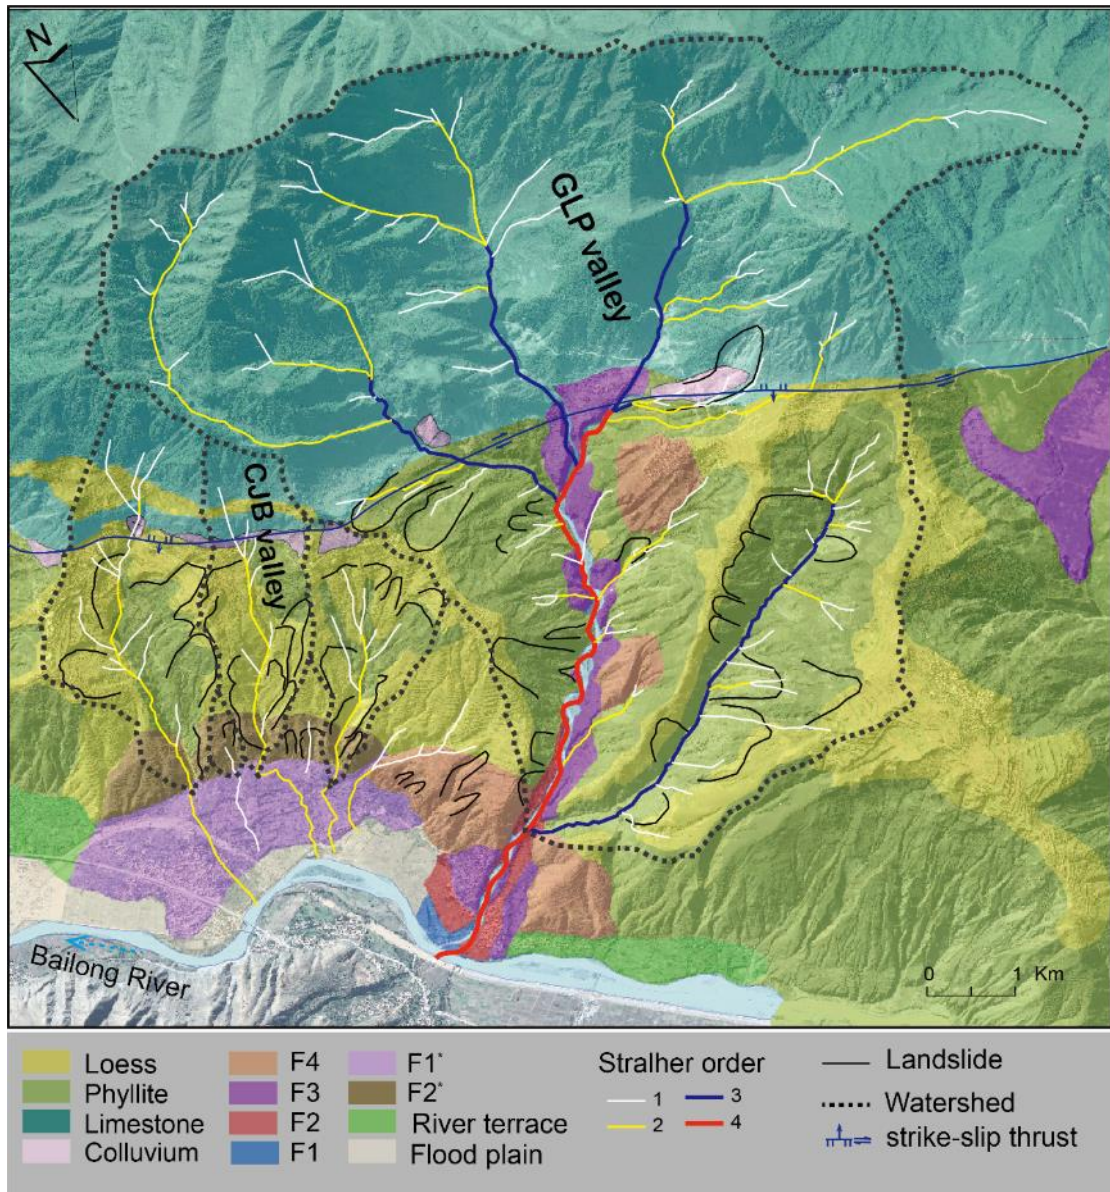 N
GLP valley
CJB valley
Bailong River
0 1 Km
Loess
Phyllite
Limestone
Colluvium
F4
F3
F2
F1
F1*
F2*
River terrace
Flood plain
Stralher order
1
2
3
4
Landslide
Watershed
strike-slip thrust